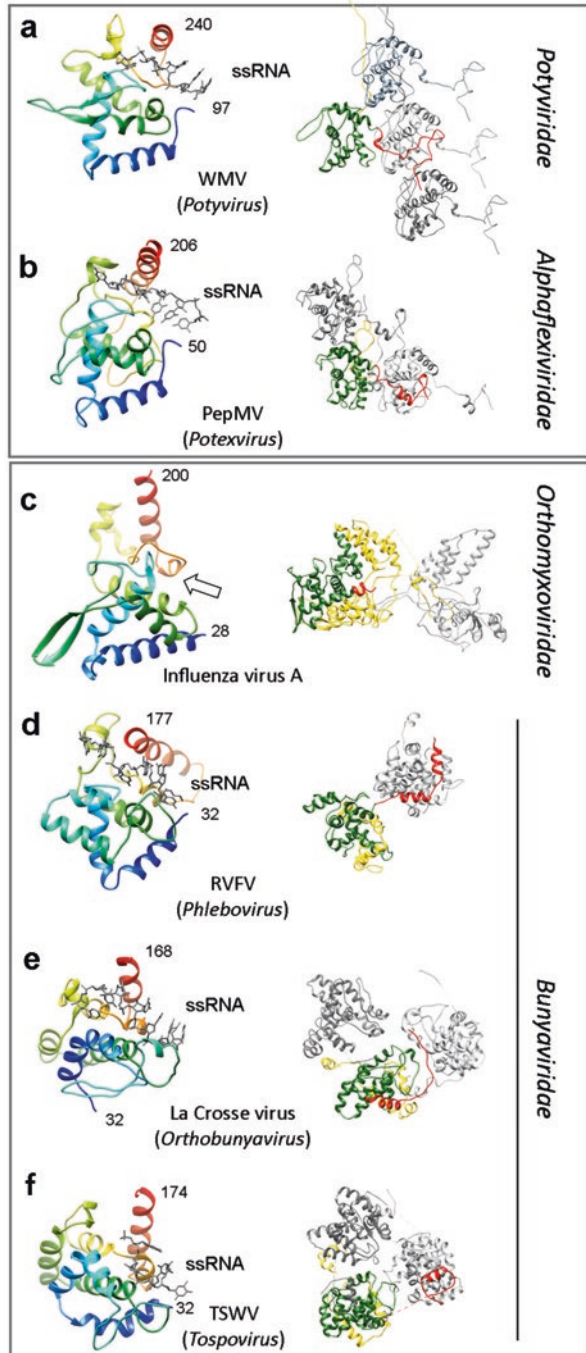 a
240
ssRNA
97
WMV
(Potyvirus)
Potyviridae
b
206
ssRNA
50
PepMV
(Potexvirus)
Alphaflexiviridae
c
200
28
Influenza virus A
Orthomyxoviridae
d
177
ssRNA
32
RVFV
(Phlebovirus)
e
168
ssRNA
32
La Crosse virus
(Orthobunyavirus)
Bunyaviridae
f
174
ssRNA
32
TSWV
(Tospovirus)